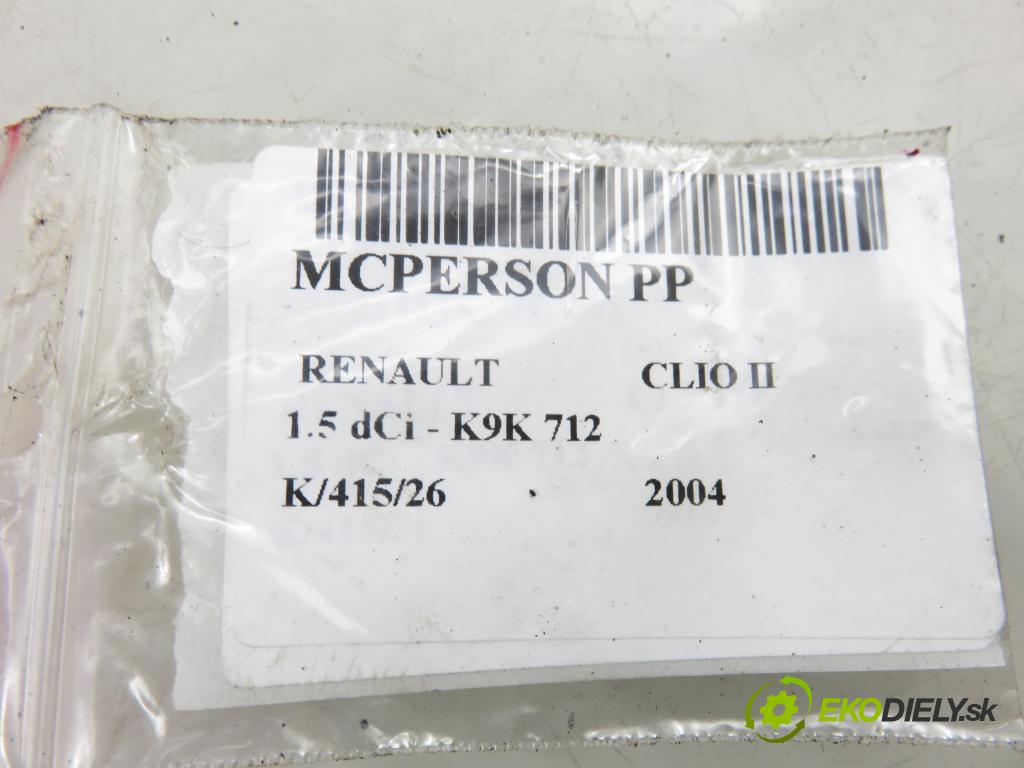 MCPERSON PP
RENAULT CLIO II
1.5 dCi - K9K 712
K/415/26 2004
EKODIELY.sk